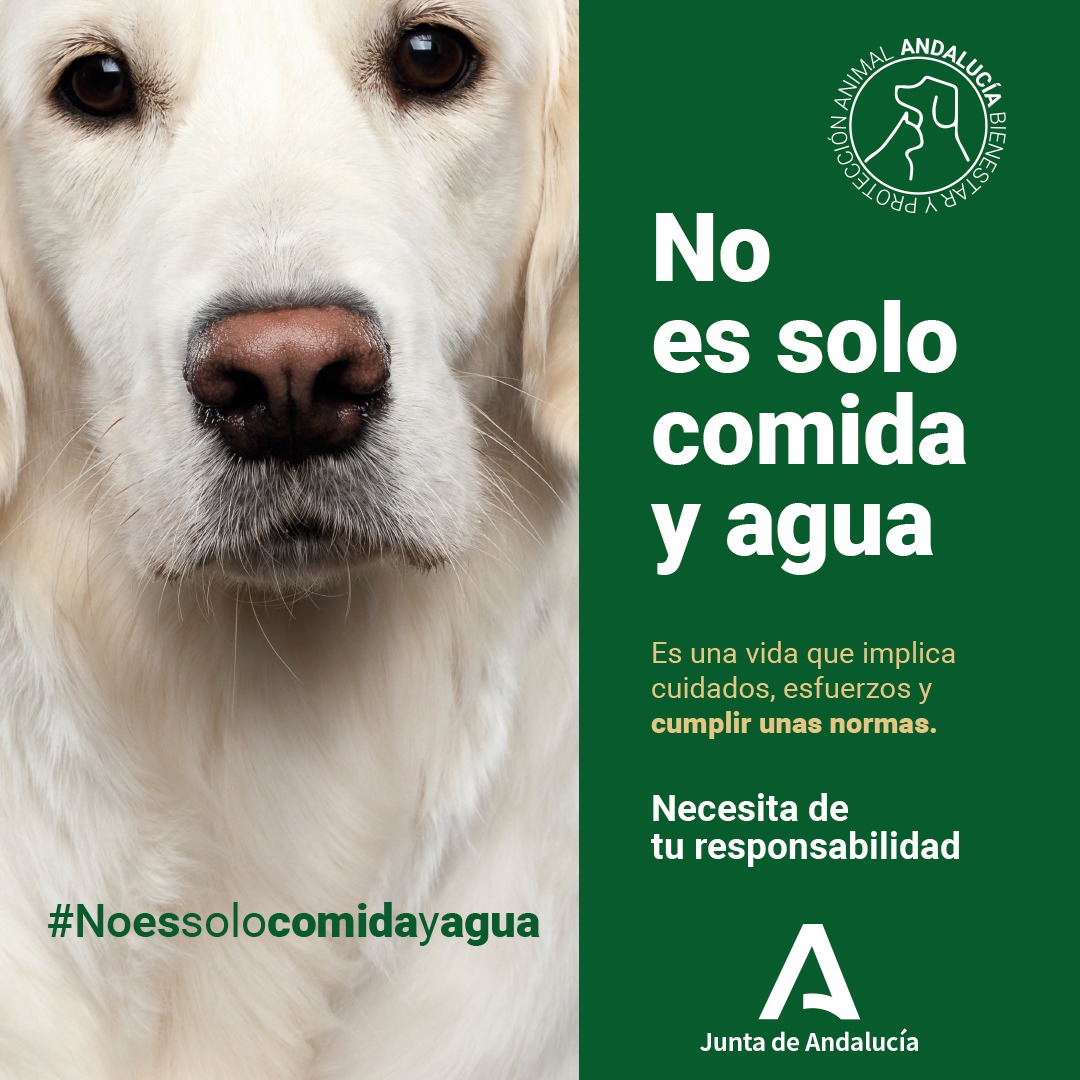 ANDALUCÍA BIENESTAR Y PROTECCIÓN ANIMAL
No
es solo
comida
y agua
Es una vida que implica
cuidados, esfuerzos y
cumplir unas normas.
Necesita de
tu responsabilidad
#Noessolocomidayagua
Junta de Andalucía